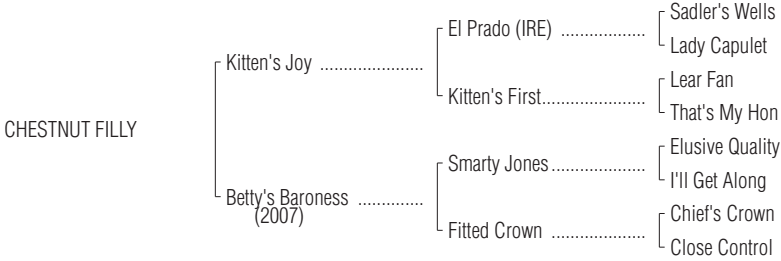 Sadler's Wells
El Prado (IRE) ....................
Lady Capulet
Kitten's Joy ......................
Lear Fan
Kitten's First......................
That's My Hon
CHESTNUT FILLY
Elusive Quality
Smarty Jones....................
I'll Get Along
Betty's Baroness ..............
(2007)
Chief's Crown
Fitted Crown ....................
Close Control